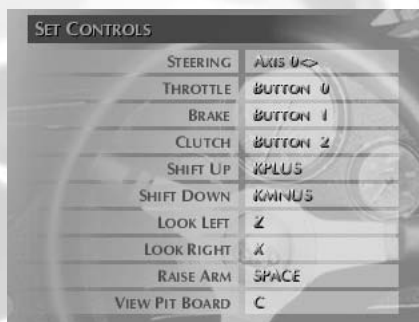 SET CONTROLS
STEERING AXIS 0<>
THROTTLE BUTTON 0
BRAKE BUTTON 1
CLUTCH BUTTON 2
SHIFT UP KPLUS
SHIFT DOWN KMINUS
LOOK LEFT Z
LOOK RIGHT X
RAISE ARM SPACE
VIEW PIT BOARD C